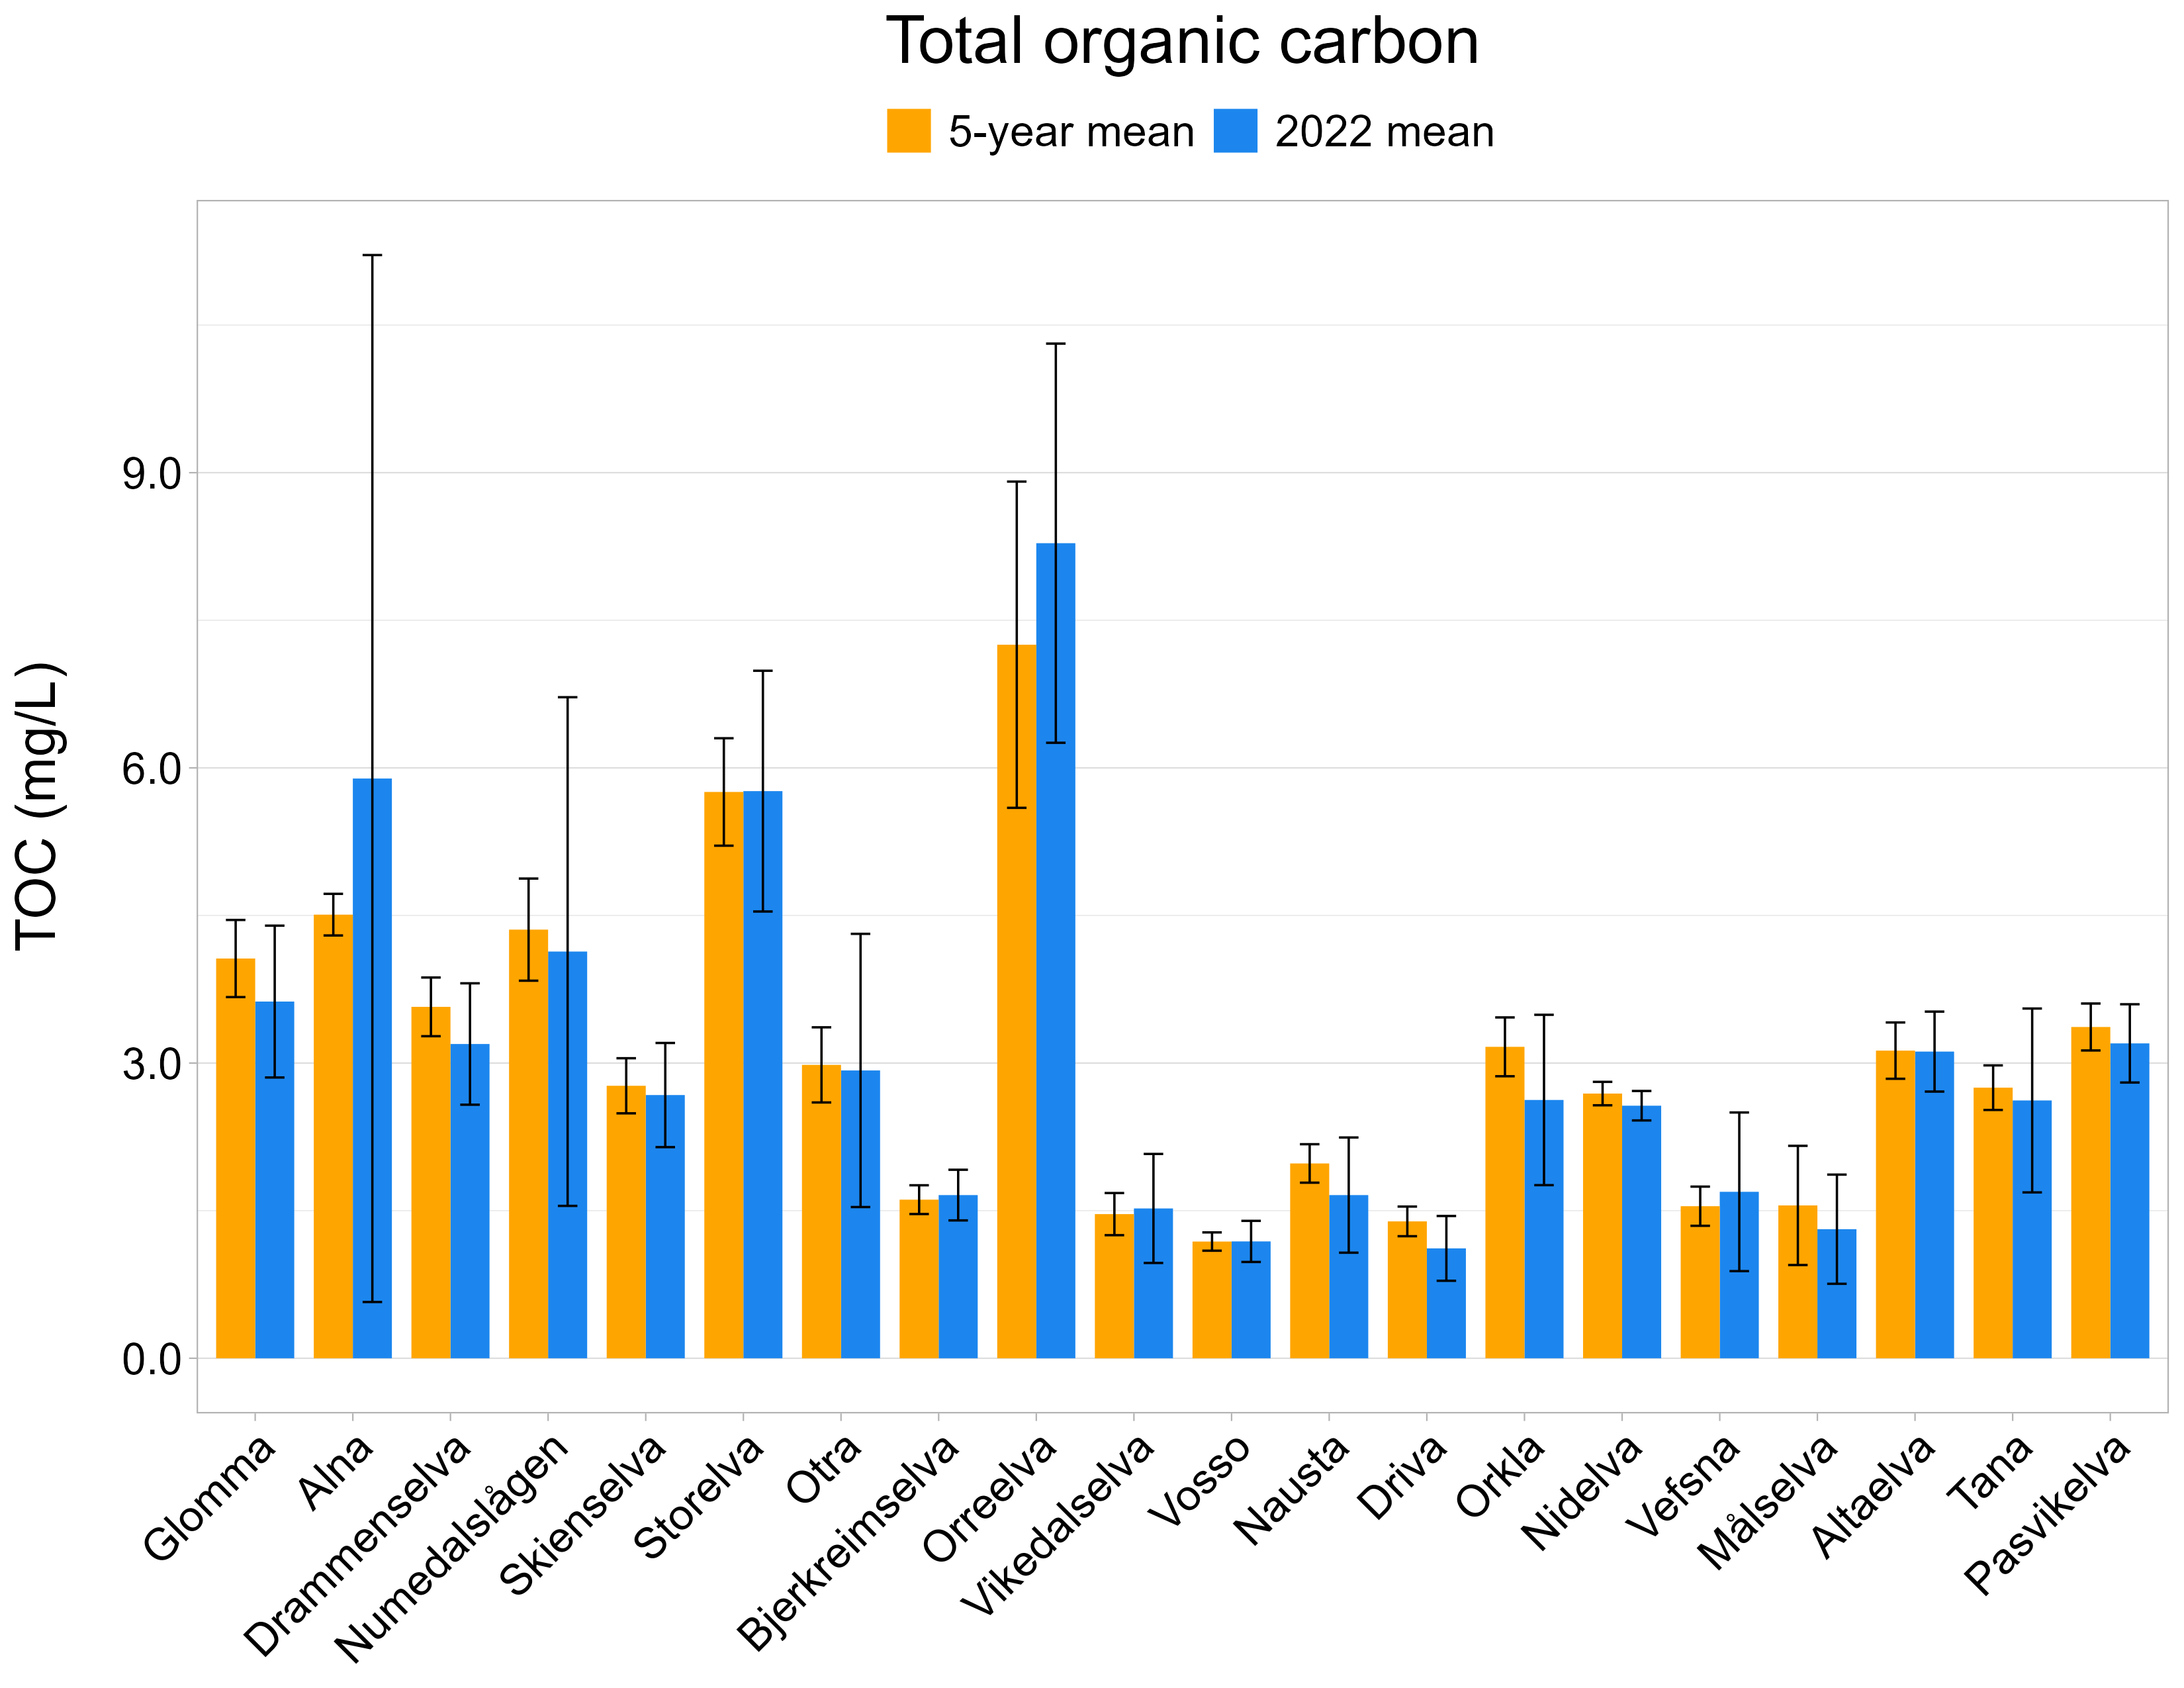 Total organic carbon
5-year mean 2022 mean
TOC (mg/L)
9.0
6.0
3.0
0.0
Glomma
Alna
Drammenselva
Numedalslågen
Skienselva
Storelva
Otra
Bjerkreimselva
Orreelva
Vikedalselva
Vosso
Nausta
Driva
Orkla
Nidelva
Vefsna
Målselva
Altaelva
Tana
Pasvikelva